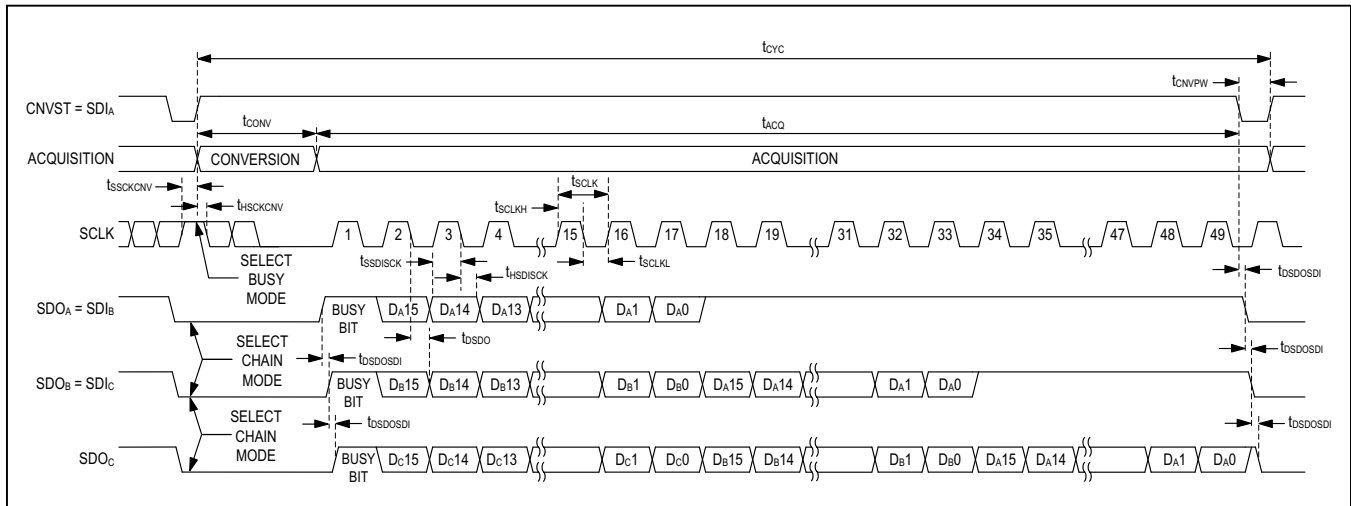 tCYC
tCNVPW
CNVST = SDIA
tCONV
tACQ
ACQUISITION
CONVERSION
ACQUISITION
tSSCKCNV
tHSCKCNV
tSCLK
tSCLKH
SCLK
1 2 3 4 15 16 17 18 19 31 32 33 34 35 47 48 49
SELECT
BUSY
MODE
tSSDISCK
tHSDISCK
tSCLKL
tDSDOSDI
SDOA = SDIB
BUSY
BIT
DA15 DA14 DA13 DA1 DA0
SELECT
CHAIN
MODE
tDSDOSDI
tDSDO
tDSDOSDI
SDOB = SDIC
BUSY
BIT
DB15 DB14 DB13 DB1 DB0 DA15 DA14 DA1 DA0
SELECT
CHAIN
MODE
tDSDOSDI
tDSDOSDI
SDOC
BUSY
BIT
DC15 DC14 DC13 DC1 DC0 DB15 DB14 DB1 DB0 DA15 DA14 DA1 DA0